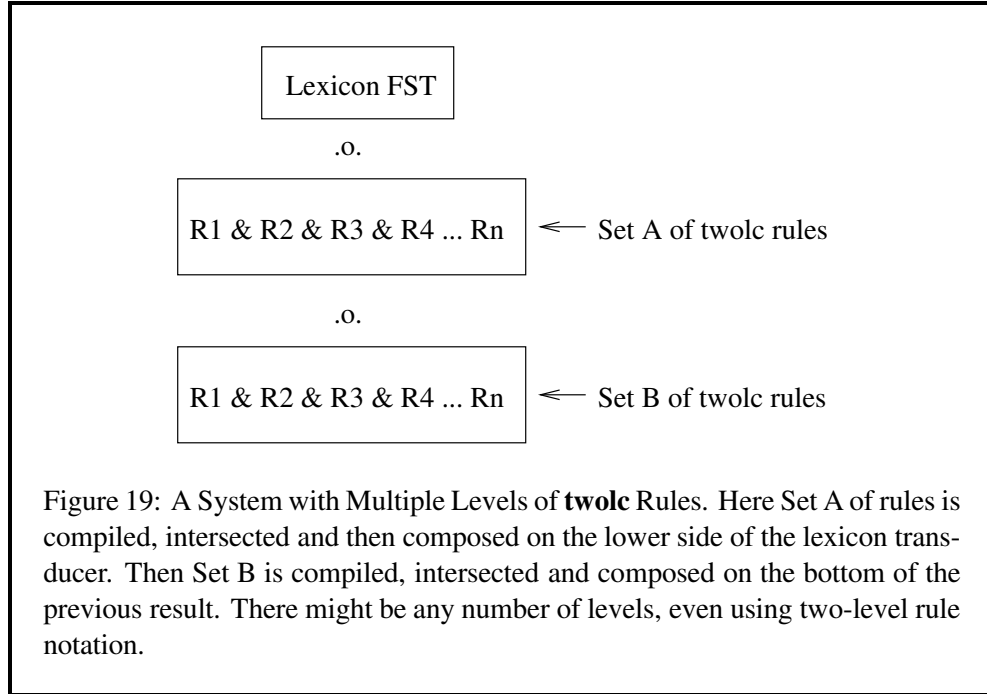 Lexicon FST
.o.
R1 & R2 & R3 & R4 ... Rn
Set A of twolc rules
.o.
R1 & R2 & R3 & R4 ... Rn
Set B of twolc rules
Figure 19: A System with Multiple Levels of twolc Rules. Here Set A of rules is
compiled, intersected and then composed on the lower side of the lexicon trans-
ducer. Then Set B is compiled, intersected and composed on the bottom of the
previous result. There might be any number of levels, even using two-level rule
notation.